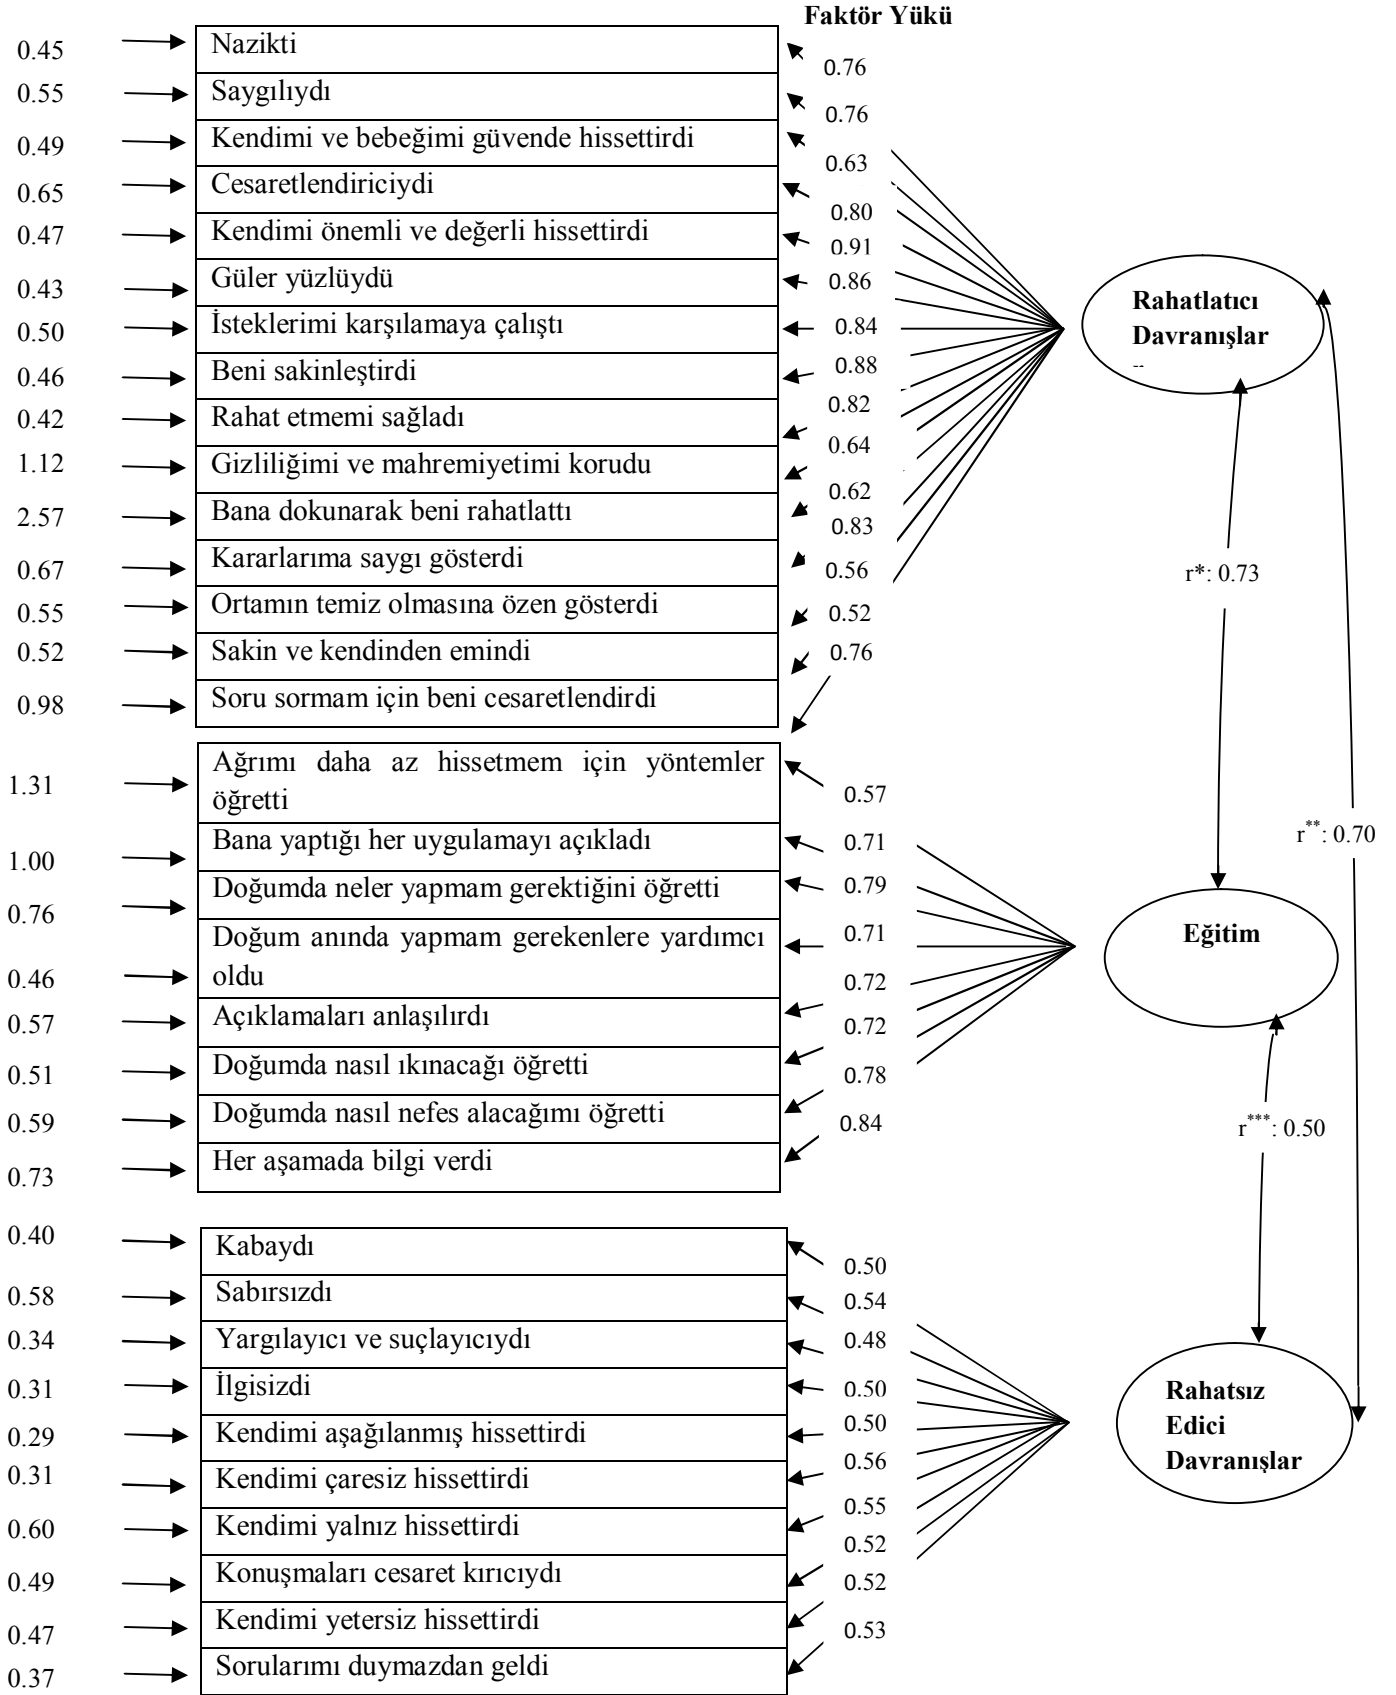 Faktör Yükü
0.45 Nazikti 0.76
0.55 Saygılıydı 0.76
0.49 Kendimi ve bebeğimi güvende hissettirdi 0.63
0.65 Cesaretlendiriciydi 0.80
0.47 Kendimi önemli ve değerli hissettirdi 0.91
0.43 Güler yüzlüydü 0.86
0.50 İsteklerimi karşılamaya çalıştı 0.84
0.46 Beni sakinleştirdi 0.88
0.42 Rahat etmemi sağladı 0.82
1.12 Gizliliğimi ve mahremiyetimi korudu 0.64
2.57 Bana dokunarak beni rahatlattı 0.62
0.67 Kararlarıma saygı gösterdi 0.83
0.55 Ortamın temiz olmasına özen gösterdi 0.56
0.52 Sakin ve kendinden emindi 0.52
0.98 Soru sormam için beni cesaretlendirdi 0.76
Rahatlatıcı
Davranışlar
--
r*: 0.73
1.31 Ağrımı daha az hissetmem için yöntemler
öğretti 0.57
1.00 Bana yaptığı her uygulamayı açıkladı 0.71
0.76 Doğumda neler yapmam gerektiğini öğretti 0.79
0.46 Doğum anında yapmam gerekenlere yardımcı
oldu 0.71
0.57 Açıklamaları anlaşılırdı 0.72
0.51 Doğumda nasıl ıkınacağı öğretti 0.72
0.59 Doğumda nasıl nefes alacağımı öğretti 0.78
0.73 Her aşamada bilgi verdi 0.84
Eğitim
r**: 0.70
r***: 0.50
0.40 Kabaydı 0.50
0.58 Sabırsızdı 0.54
0.34 Yargılayıcı ve suçlayıcıydı 0.48
0.31 İlgisizdi 0.50
0.29 Kendimi aşağılanmış hissettirdi 0.50
0.31 Kendimi çaresiz hissettirdi 0.56
0.60 Kendimi yalnız hissettirdi 0.55
0.49 Konuşmaları cesaret kırıcıydı 0.52
0.47 Kendimi yetersiz hissettirdi 0.52
0.37 Sorularımı duymazdan geldi 0.53
Rahatsız
Edici
Davranışlar